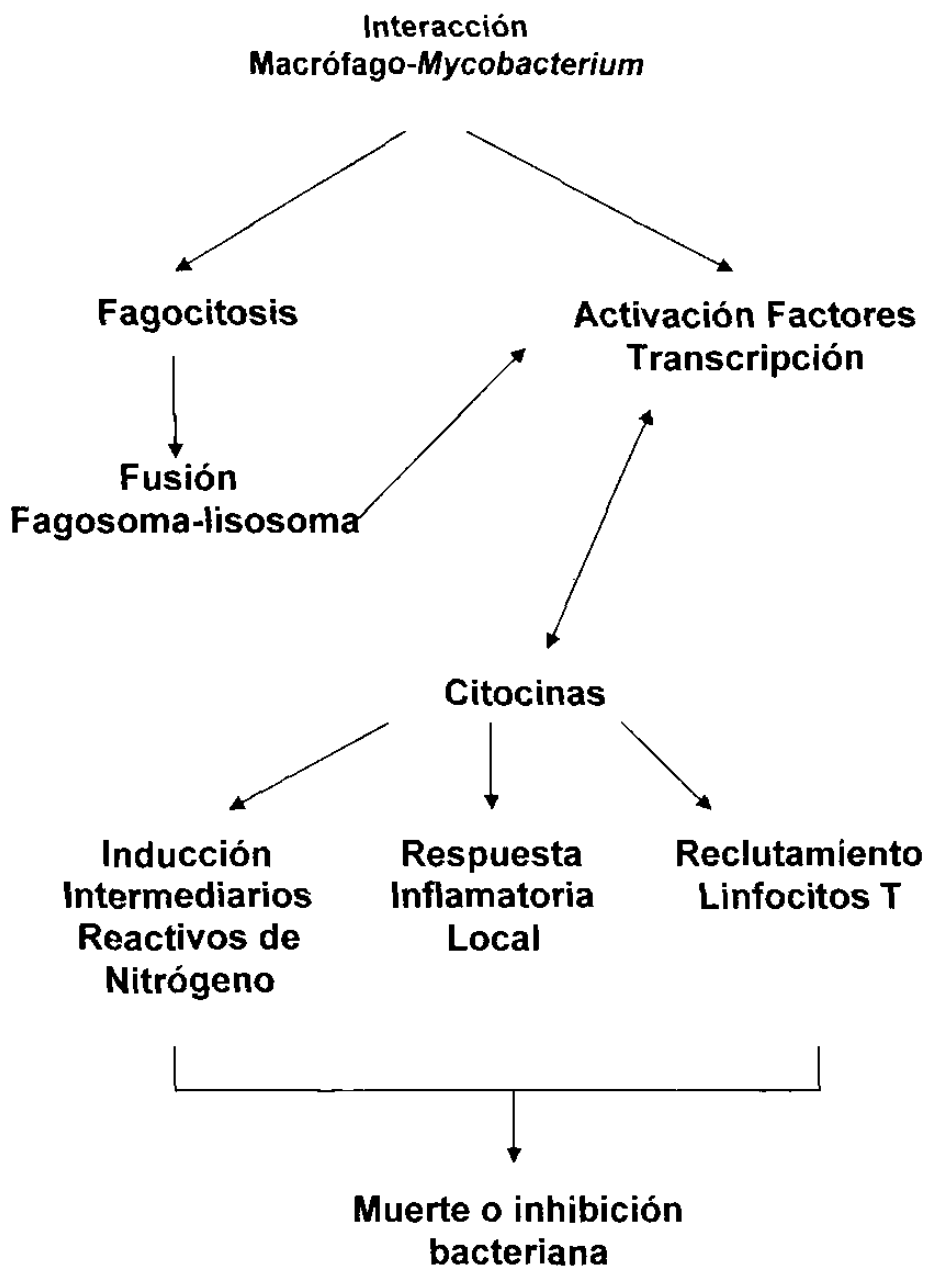 Interacción
Macrófago-Mycobacterium
Fagocitosis
Activación Factores
Transcripción
Fusión
Fagosoma-lisosoma
Citocinas
Inducción
Intermediarios
Reactivos de
Nitrógeno
Respuesta
Inflamatoria
Local
Reclutamiento
Linfocitos T
Muerte o inhibición
bacteriana